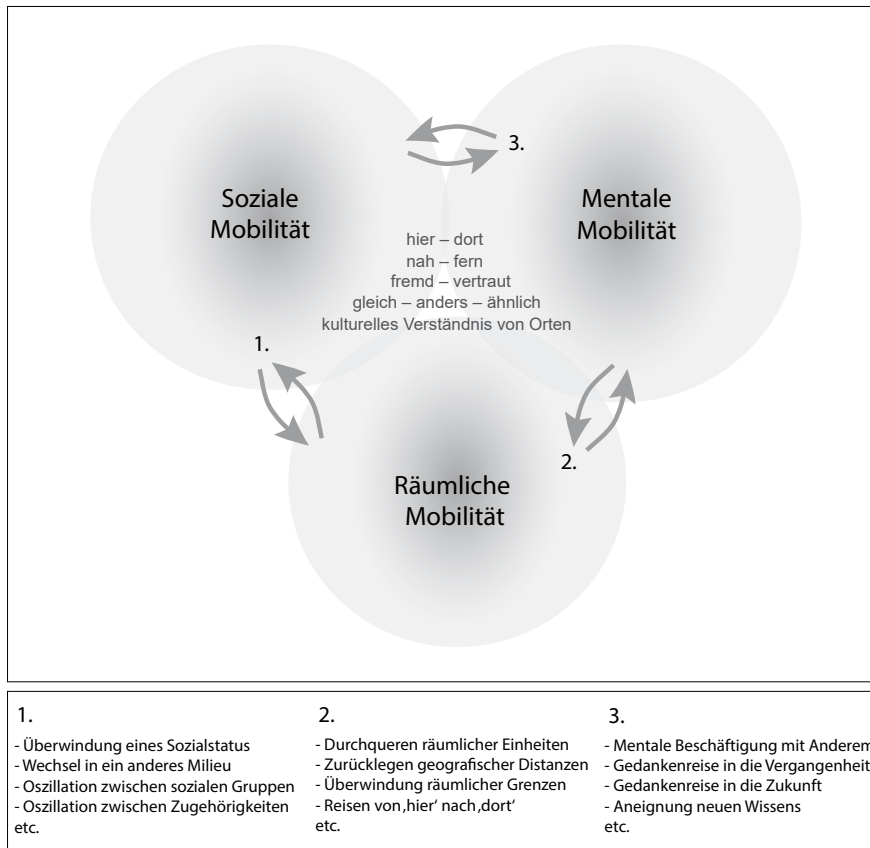 Soziale
Mobilität
Mentale
Mobilität
3.
hier – dort
nah – fern
fremd – vertraut
gleich – anders – ähnlich
kulturelles Verständnis von Orten
1.
2.
Räumliche
Mobilität
1.
- Überwindung eines Sozialstatus
- Wechsel in ein anderes Milieu
- Oszillation zwischen sozialen Gruppen
- Oszillation zwischen Zugehörigkeiten
etc.
2.
- Durchqueren räumlicher Einheiten
- Zurücklegen geografischer Distanzen
- Überwindung räumlicher Grenzen
- Reisen von ‚hier‘ nach ‚dort‘
etc.
3.
- Mentale Beschäftigung mit Anderem
- Gedankenreise in die Vergangenheit
- Gedankenreise in die Zukunft
- Aneignung neuen Wissens
etc.